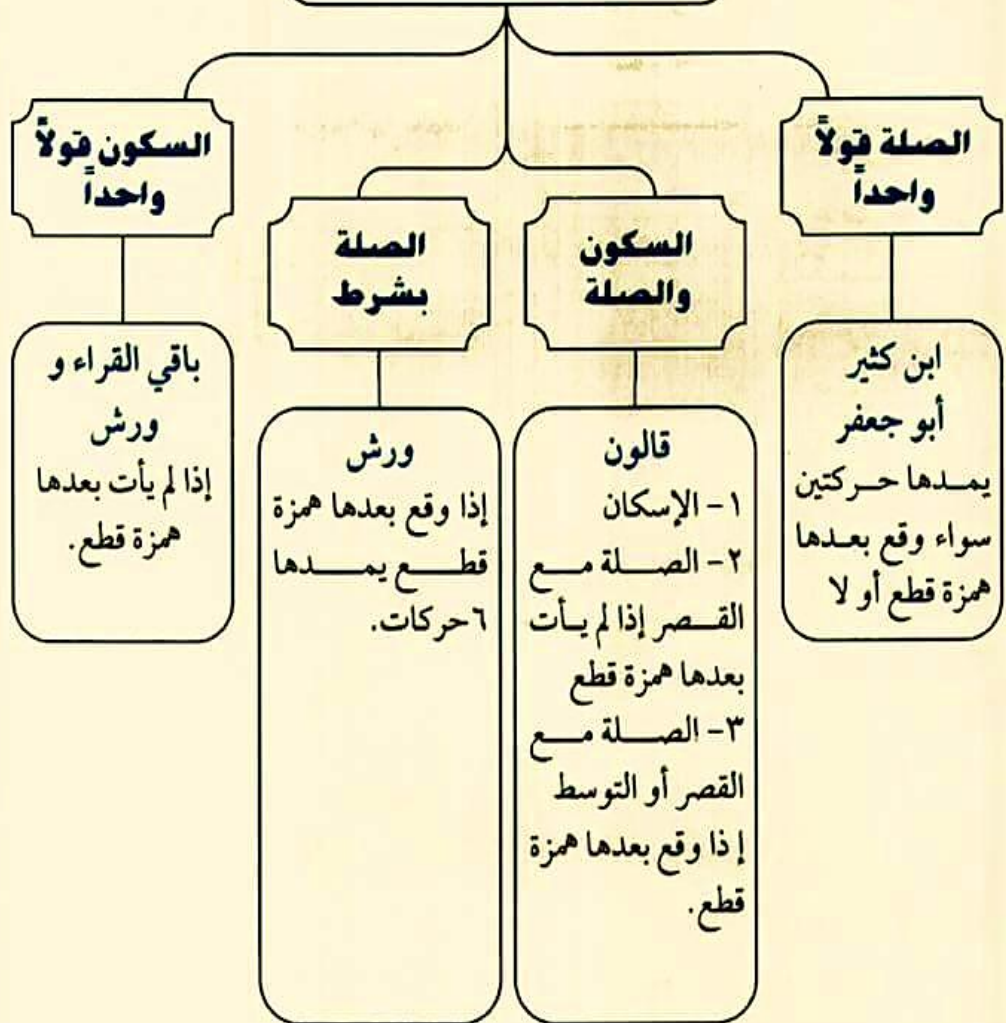 الصلة قولاً
واحداً
ابن كثير
أبو جعفر
يمدها حركتين
سواء وقع بعدها
همزة قطع أو لا
السكون
والصلة
قالون
١- الإسكان
٢- الصلة مع
القصر إذا لم يأت
بعدها همزة قطع
٣- الصلة مع
القصر أو التوسط
إذا وقع بعدها همزة
قطع.
الصلة
بشرط
ورش
إذا وقع بعدها همزة
قطع يمدها
٦حركات.
السكون قولاً
واحداً
باقي القراء و
ورش
إذا لم يأت بعدها
همزة قطع.